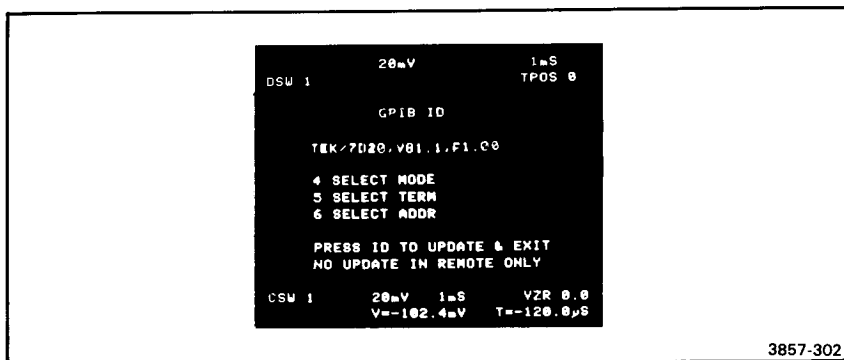 20mV 1mS
DSW 1 TPOS 0
GPIB ID
TEK/7D20,V81.1,F1.00
4 SELECT MODE
5 SELECT TERM
6 SELECT ADDR
PRESS ID TO UPDATE & EXIT
NO UPDATE IN REMOTE ONLY
CSW 1 20mV 1mS VZR 0.0
V=-102.4mV T=-120.0µS
3857-302